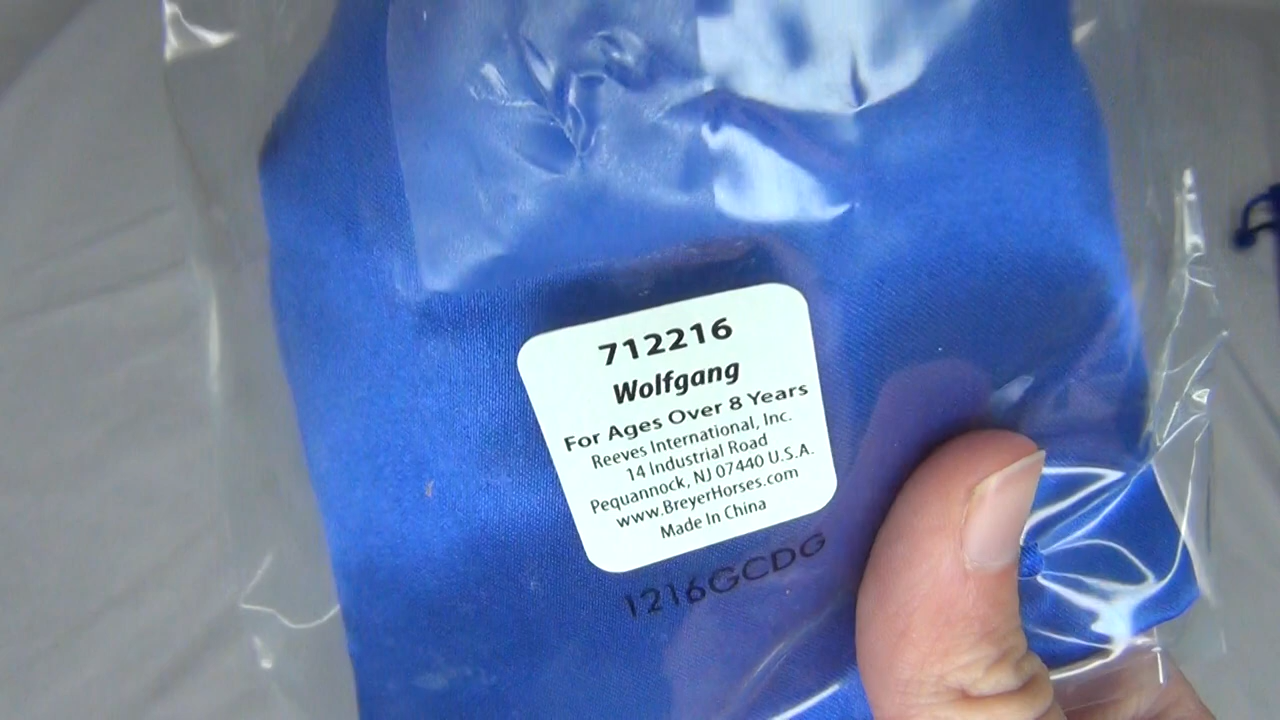 712216
Wolfgang
For Ages Over 8 Years
Reeves International, Inc.
14 Industrial Road
Pequannock, NJ 07440 U.S.A.
www.BreyerHorses.com
Made In China
1216GCDG